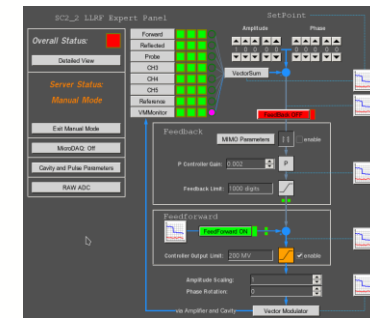 SC2_2 LLRF Expert Panel
SetPoint
Overall Status:
Detailed View
Server Status:
Manual Mode
Exit Manual Mode
MicroDAQ: Off
Cavity and Pulse Parameters
RAW ADC
Forward
Reflected
Probe
CH3
CH4
CH5
Reference
VMMonitor
Amplitude
Phase
VectorSum
FeedBack OFF
Feedback
MIMO Parameters
enable
P Controller Gain: 0.002
P
Feedback Limit: 1000 digits
Feedforward
FeedForward ON
Controller Output Limit: 200 MV
enable
Amplitude Scaling: 1
Phase Rotation: 0
via Amplifier and Cavity
Vector Modulator